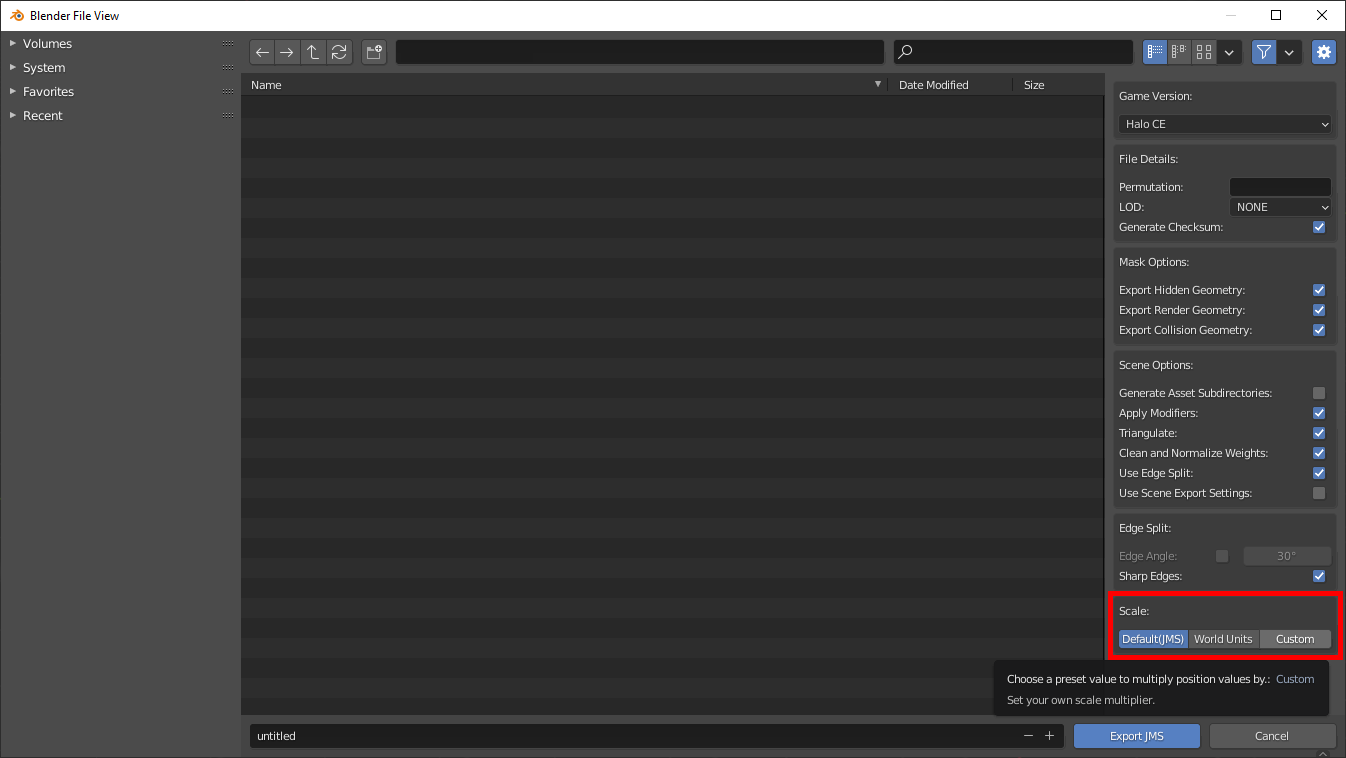 Blender File View
Volumes
System
Favorites
Recent
Name Date Modified Size
Game Version:
Halo CE
File Details:
Permutation:
LOD: NONE
Generate Checksum:
Mask Options:
Export Hidden Geometry:
Export Render Geometry:
Export Collision Geometry:
Scene Options:
Generate Asset Subdirectories:
Apply Modifiers:
Triangulate:
Clean and Normalize Weights:
Use Edge Split:
Use Scene Export Settings:
Edge Split:
Edge Angle: 30°
Sharp Edges:
Scale:
Default(JMS) World Units Custom
Choose a preset value to multiply position values by.: Custom
Set your own scale multiplier.
untitled Export JMS Cancel